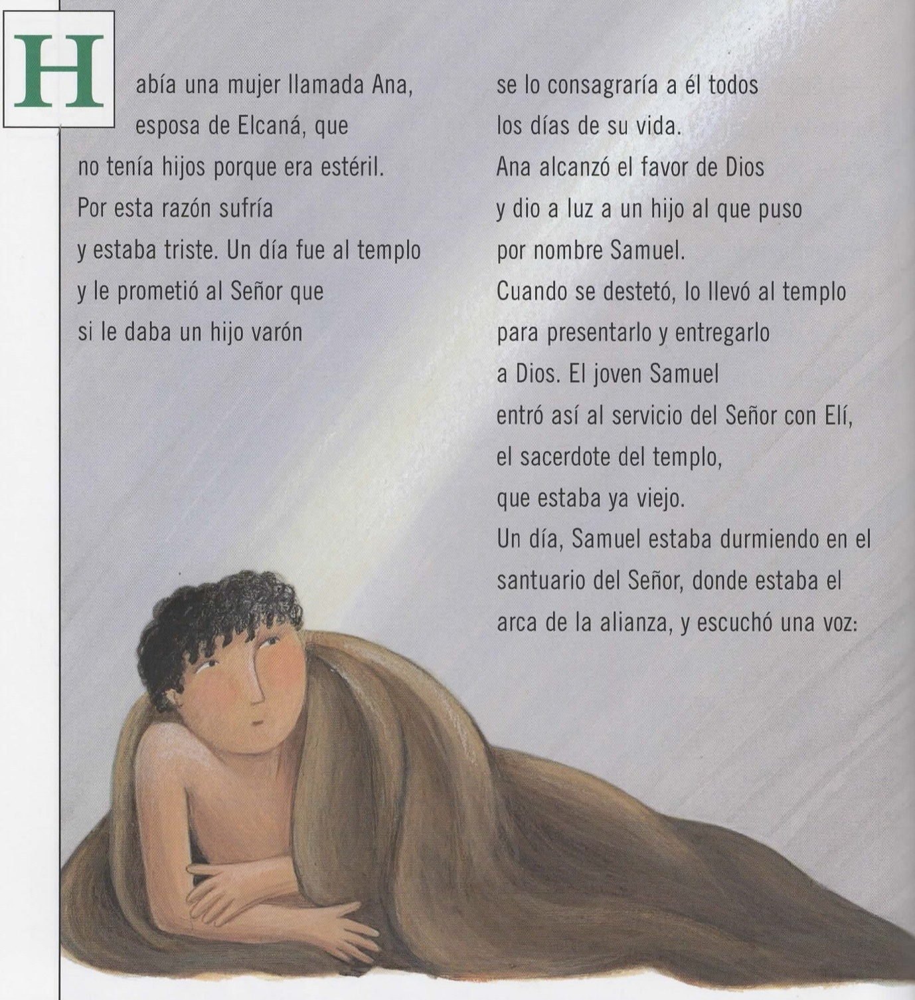 Había una mujer llamada Ana,
esposa de Elcaná, que
no tenía hijos porque era estéril.
Por esta razón sufría
y estaba triste. Un día fue al templo
y le prometió al Señor que
si le daba un hijo varón
se lo consagraría a él todos
los días de su vida.
Ana alcanzó el favor de Dios
y dio a luz a un hijo al que puso
por nombre Samuel.
Cuando se destetó, lo llevó al templo
para presentarlo y entregarlo
a Dios. El joven Samuel
entró así al servicio del Señor con Elí,
el sacerdote del templo,
que estaba ya viejo.
Un día, Samuel estaba durmiendo en el
santuario del Señor, donde estaba el
arca de la alianza, y escuchó una voz: